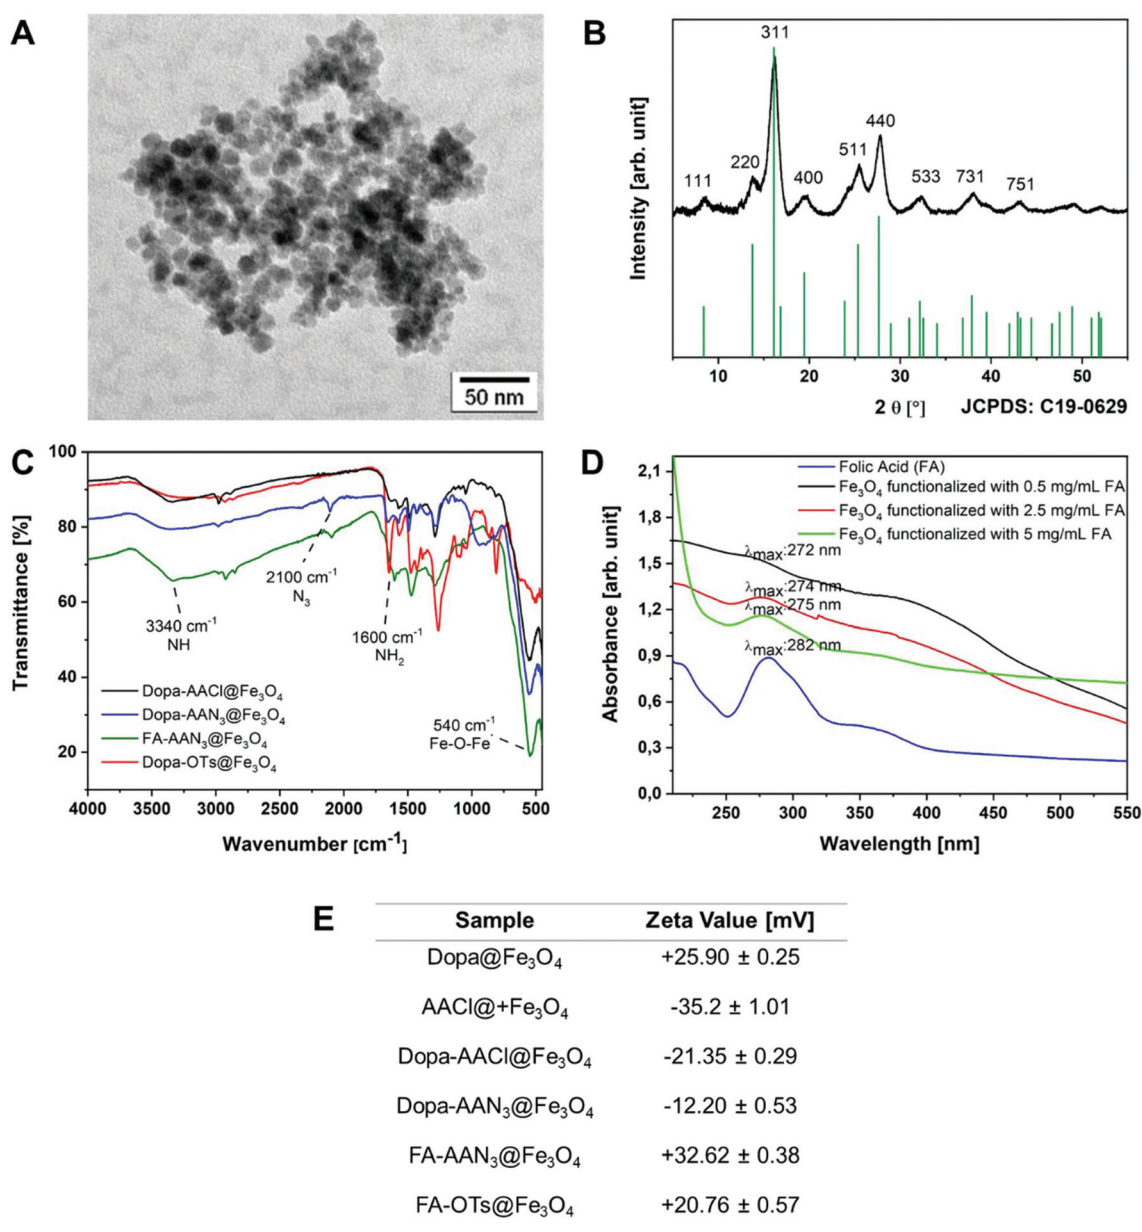 A
50 nm
B
Intensity [arb. unit]
111
220
311
400
511
440
533
731
751
10 20 30 40 50
2 θ [°] JCPDS: C19-0629
C
Transmittance [%]
100
80
60
40
20
2100 cm⁻¹
N₃
3340 cm⁻¹
NH
1600 cm⁻¹
NH₂
540 cm⁻¹
Fe-O-Fe
Dopa-AACl@Fe₃O₄
Dopa-AAN₃@Fe₃O₄
FA-AAN₃@Fe₃O₄
Dopa-OTs@Fe₃O₄
4000 3500 3000 2500 2000 1500 1000 500
Wavenumber [cm⁻¹]
D
Absorbance [arb. unit]
2,1
1,8
1,5
1,2
0,9
0,6
0,3
0,0
Folic Acid (FA)
Fe₃O₄ functionalized with 0.5 mg/mL FA
Fe₃O₄ functionalized with 2.5 mg/mL FA
Fe₃O₄ functionalized with 5 mg/mL FA
λmax:272 nm
λmax:274 nm
λmax:275 nm
λmax:282 nm
250 300 350 400 450 500 550
Wavelength [nm]
E
Sample Zeta Value [mV]
Dopa@Fe₃O₄ +25.90 ± 0.25
AACl@+Fe₃O₄ -35.2 ± 1.01
Dopa-AACl@Fe₃O₄ -21.35 ± 0.29
Dopa-AAN₃@Fe₃O₄ -12.20 ± 0.53
FA-AAN₃@Fe₃O₄ +32.62 ± 0.38
FA-OTs@Fe₃O₄ +20.76 ± 0.57